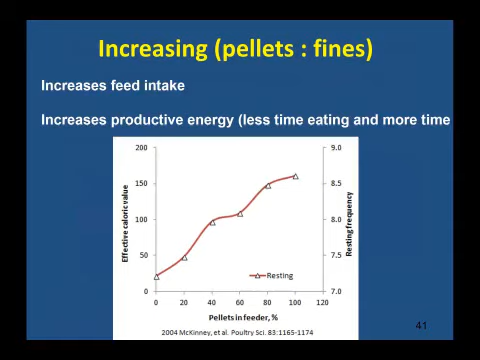 Increasing (pellets : fines)
Increases feed intake
Increases productive energy (less time eating and more time
200
150
100
50
0
Effective caloric value
9.0
8.5
8.0
7.5
7.0
Resting frequency
Resting
0 20 40 60 80 100 120
Pellets in feeder, %
2004 McKinney, et al. Poultry Sci. 83:1165-1174
41